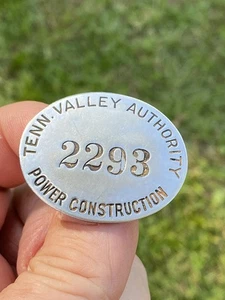 TENN. VALLEY AUTHORITY
2293
POWER CONSTRUCTION